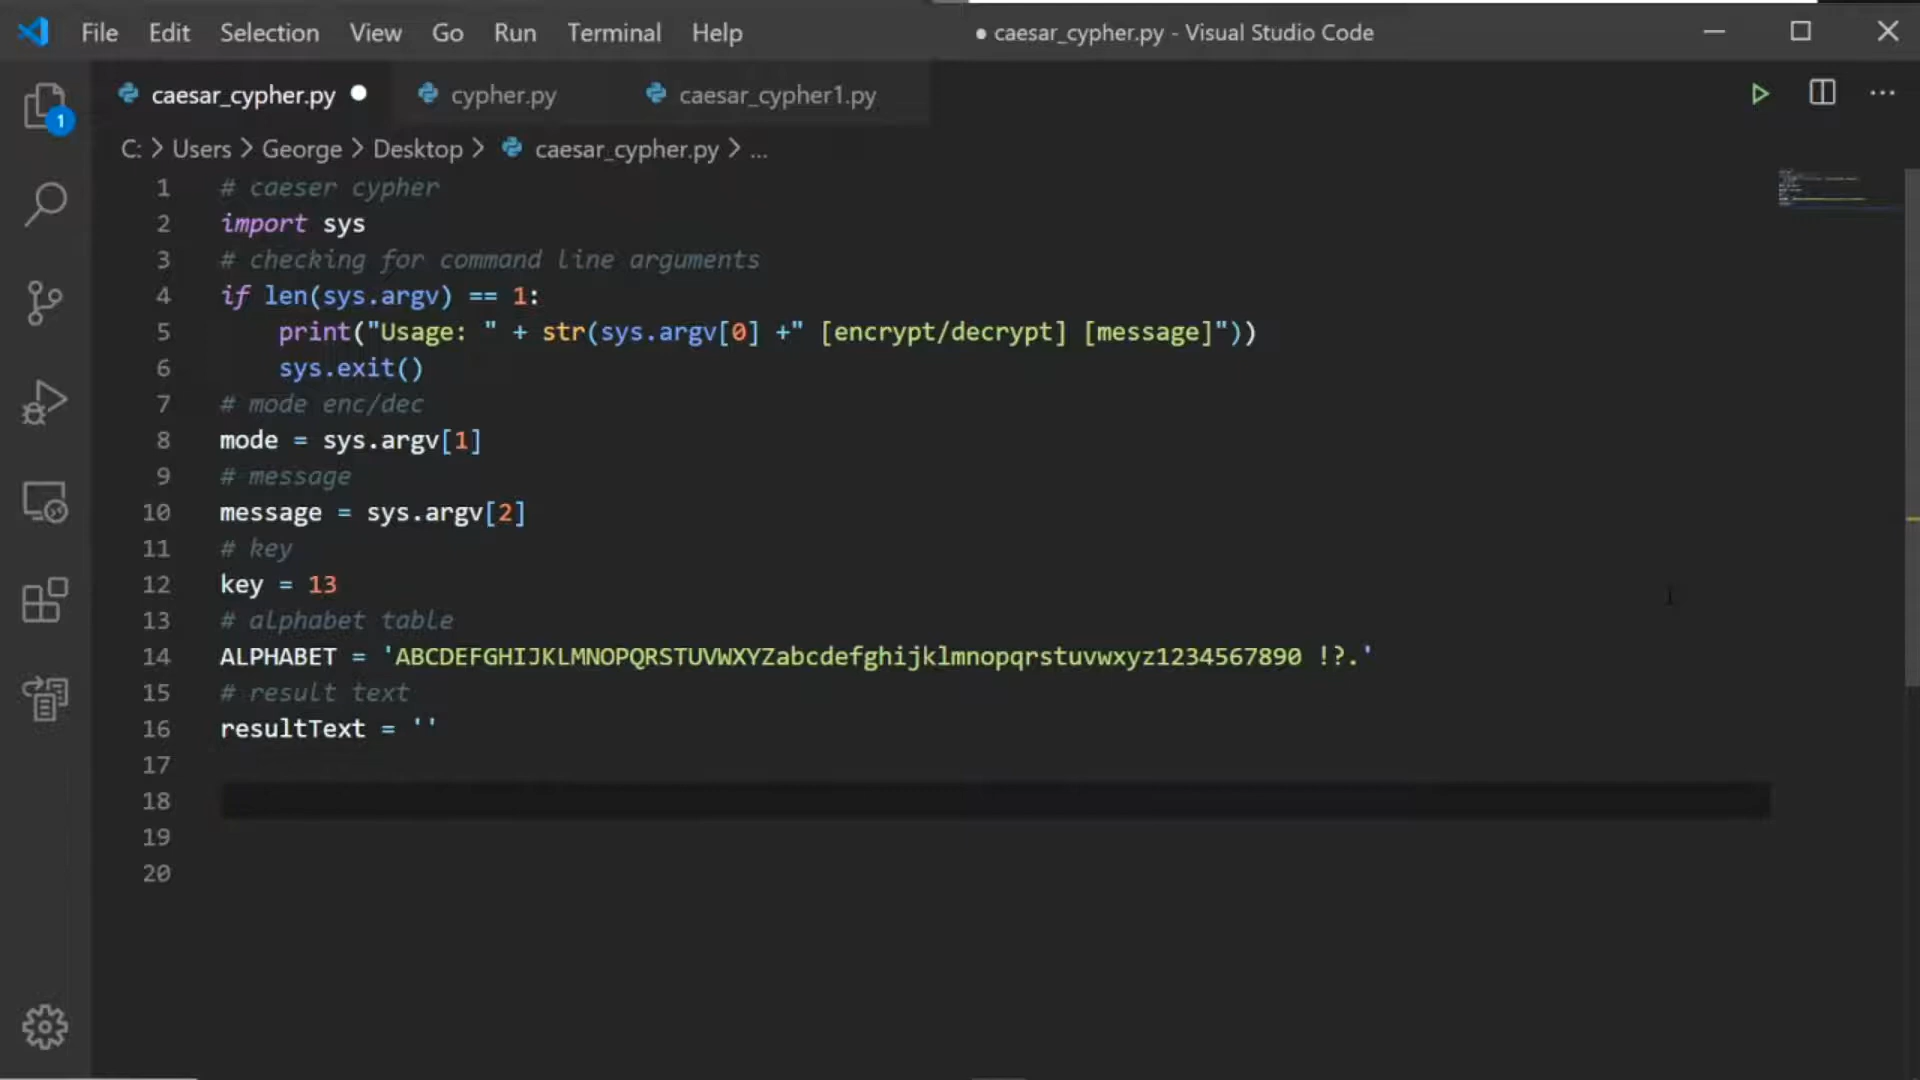 File Edit Selection View Go Run Terminal Help ● caesar_cypher.py - Visual Studio Code
caesar_cypher.py ● cypher.py caesar_cypher1.py
1
C: > Users > George > Desktop > caesar_cypher.py > ...
1 # caeser cypher
2 import sys
3 # checking for command line arguments
4 if len(sys.argv) == 1:
5 print("Usage: " + str(sys.argv[0] +" [encrypt/decrypt] [message]"))
6 sys.exit()
7 # mode enc/dec
8 mode = sys.argv[1]
9 # message
10 message = sys.argv[2]
11 # key
12 key = 13
13 # alphabet table
14 ALPHABET = 'ABCDEFGHIJKLMNOPQRSTUVWXYZabcdefghijklmnopqrstuvwxyz1234567890 !?.'
15 # result text
16 resultText = ''
17
18
19
20